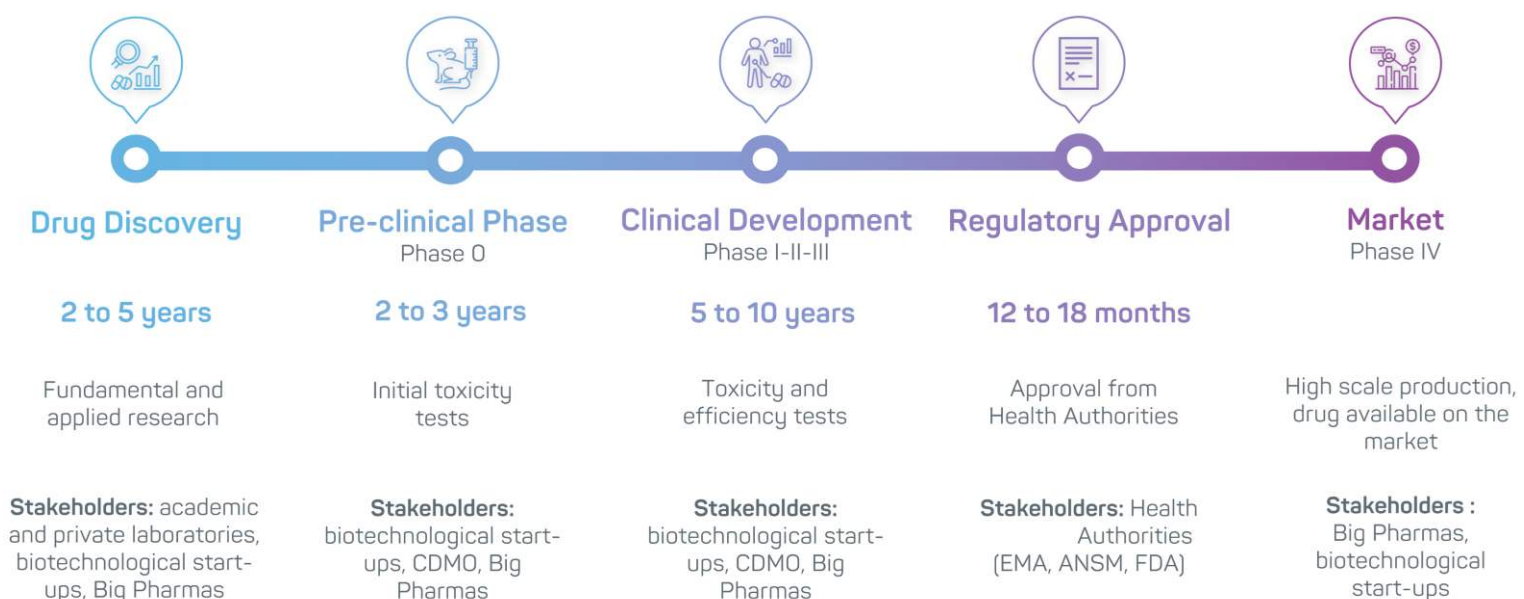 Drug Discovery
2 to 5 years
Fundamental and
applied research
Stakeholders: academic
and private laboratories,
biotechnological start-
ups, Big Pharmas
Pre-clinical Phase
Phase 0
2 to 3 years
Initial toxicity
tests
Stakeholders:
biotechnological start-
ups, CDMO, Big
Pharmas
Clinical Development
Phase I-II-III
5 to 10 years
Toxicity and
efficiency tests
Stakeholders:
biotechnological start-
ups, CDMO, Big
Pharmas
Regulatory Approval
12 to 18 months
Approval from
Health Authorities
Stakeholders: Health
Authorities
(EMA, ANSM, FDA)
Market
Phase IV
High scale production,
drug available on the
market
Stakeholders :
Big Pharmas,
biotechnological
start-ups